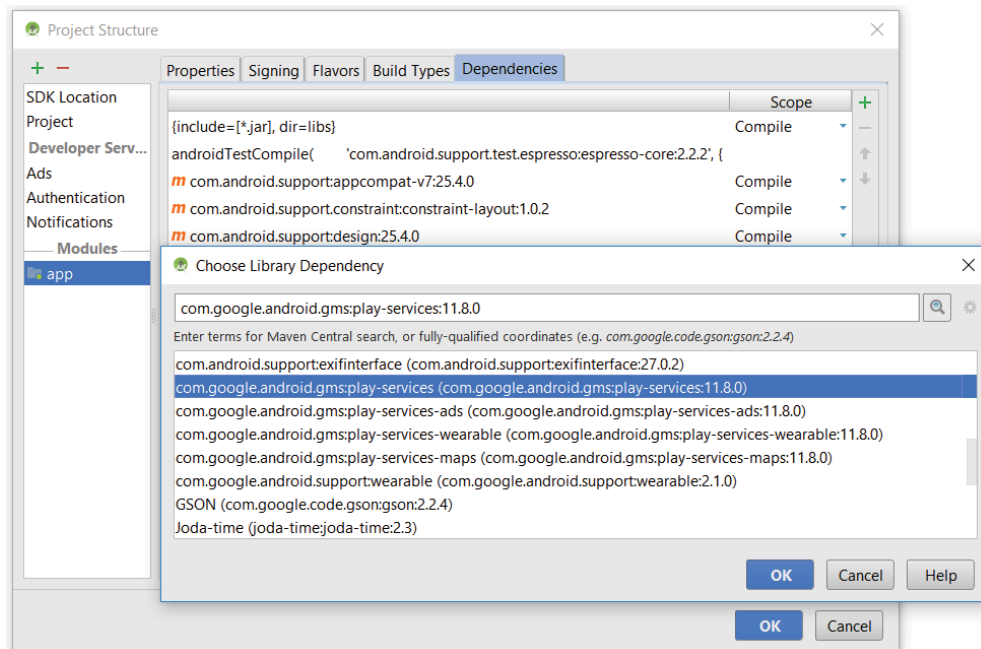 Project Structure
Properties Signing Flavors Build Types Dependencies
SDK Location
Project
Developer Serv...
Ads
Authentication
Notifications
Modules
app
Scope
{include=[*.jar], dir=libs} Compile
androidTestCompile( 'com.android.support.test.espresso:espresso-core:2.2.2', {
m com.android.support:appcompat-v7:25.4.0 Compile
m com.android.support.constraint:constraint-layout:1.0.2 Compile
m com.android.support:design:25.4.0 Compile
Choose Library Dependency
com.google.android.gms:play-services:11.8.0
Enter terms for Maven Central search, or fully-qualified coordinates (e.g. com.google.code.gson:gson:2.2.4)
com.android.support:exifinterface (com.android.support:exifinterface:27.0.2)
com.google.android.gms:play-services (com.google.android.gms:play-services:11.8.0)
com.google.android.gms:play-services-ads (com.google.android.gms:play-services-ads:11.8.0)
com.google.android.gms:play-services-wearable (com.google.android.gms:play-services-wearable:11.8.0)
com.google.android.gms:play-services-maps (com.google.android.gms:play-services-maps:11.8.0)
com.google.android.support:wearable (com.google.android.support:wearable:2.1.0)
GSON (com.google.code.gson:gson:2.2.4)
Joda-time (joda-time:joda-time:2.3)
OK Cancel Help
OK Cancel